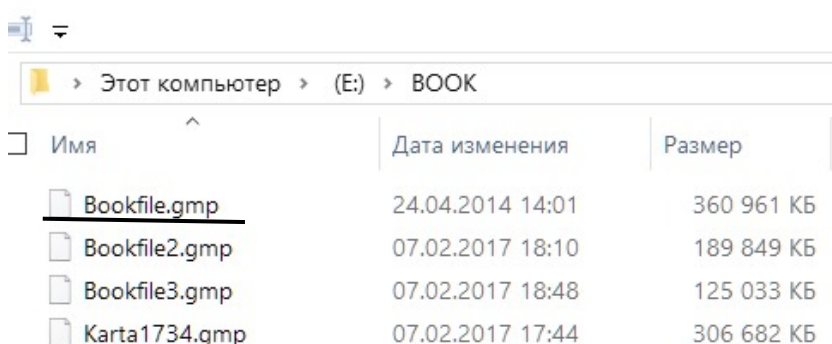 Этот компьютер > (E:) > BOOK
Имя Дата изменения Размер
Bookfile.gmp 24.04.2014 14:01 360 961 КБ
Bookfile2.gmp 07.02.2017 18:10 189 849 КБ
Bookfile3.gmp 07.02.2017 18:48 125 033 КБ
Karta1734.gmp 07.02.2017 17:44 306 682 КБ